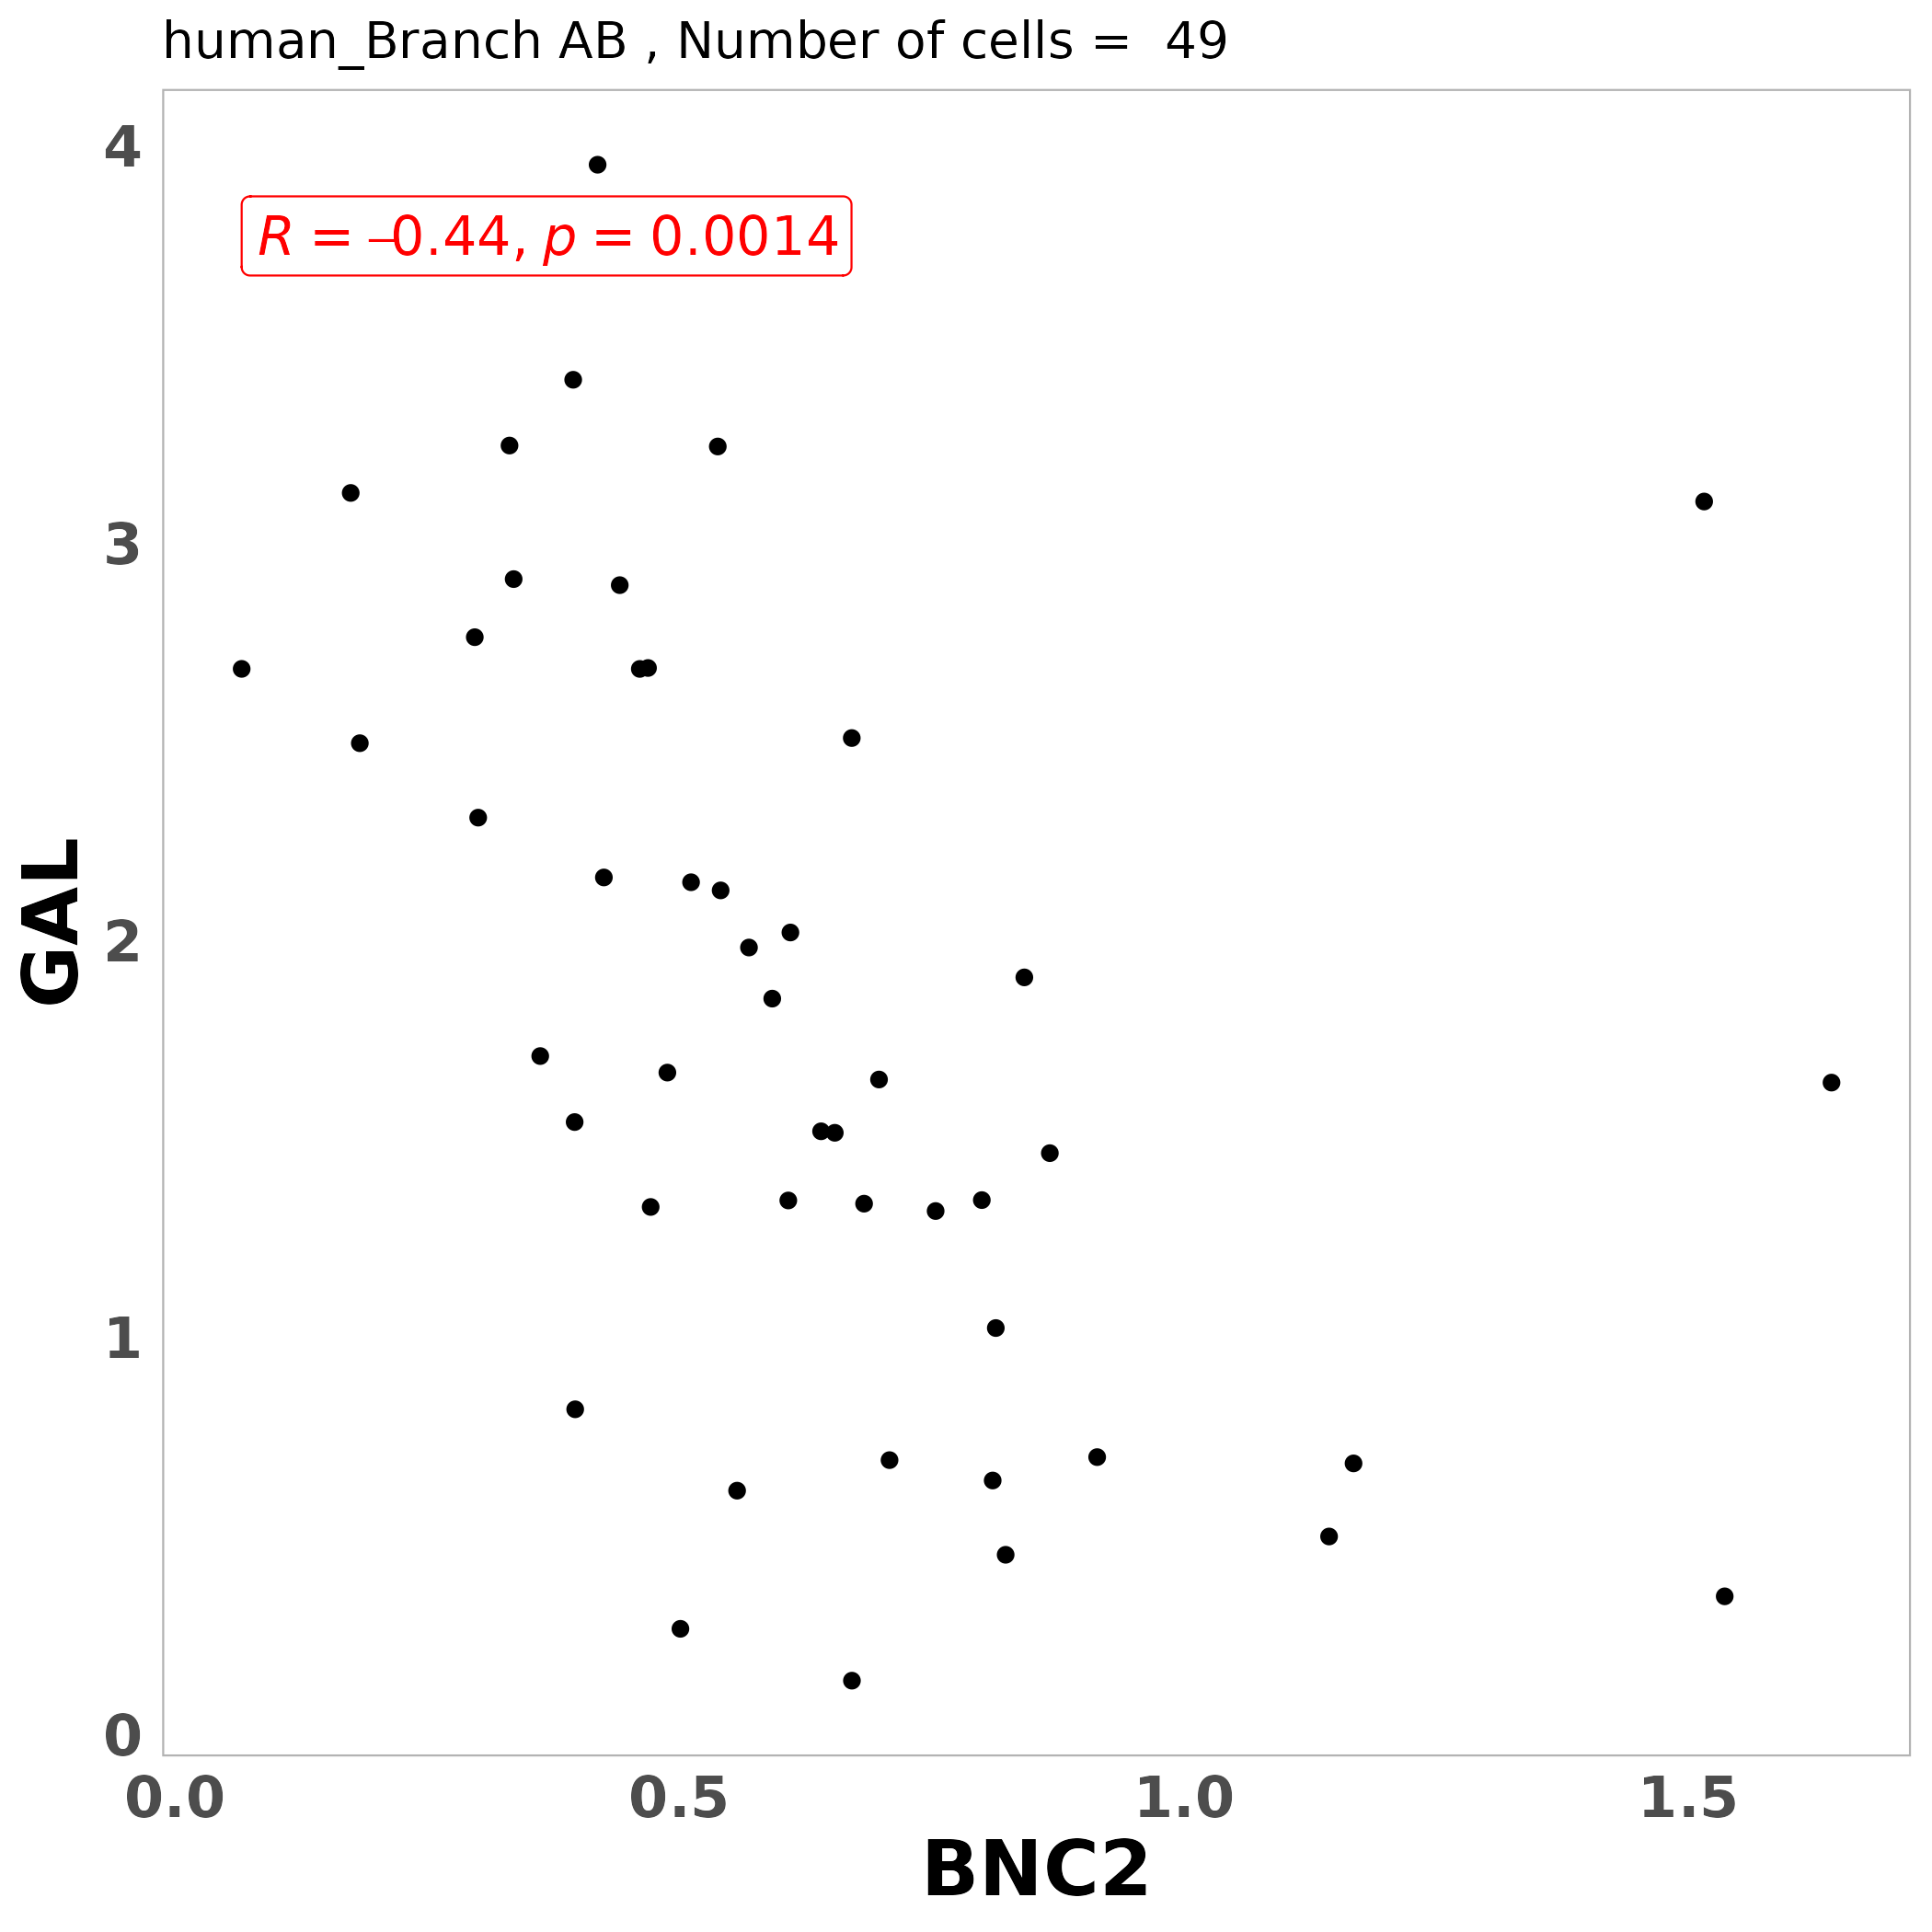 human_Branch AB , Number of cells =  49
R = –0.44, p = 0.0014
4
3
2
1
0
GAL
0.0 0.5 1.0 1.5
BNC2